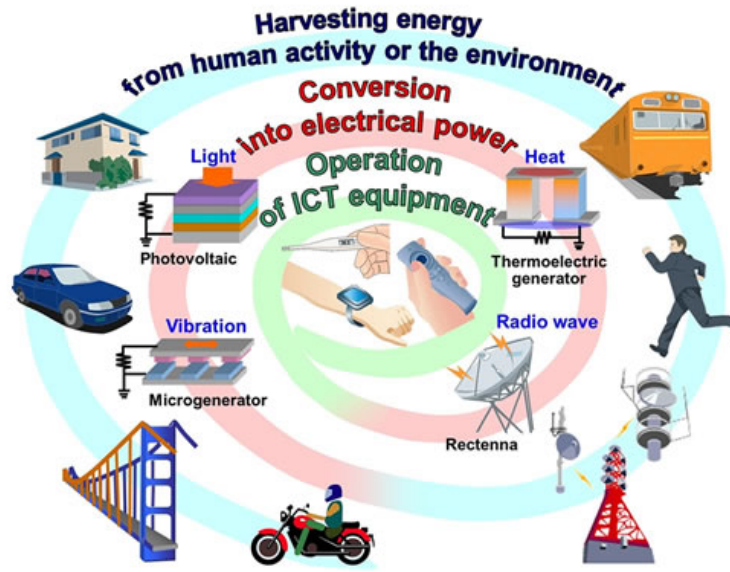 Harvesting energy
from human activity or the environment
Conversion
into electrical power
Operation
of ICT equipment
Light
Photovoltaic
Heat
Thermoelectric
generator
Vibration
Microgenerator
Radio wave
Rectenna